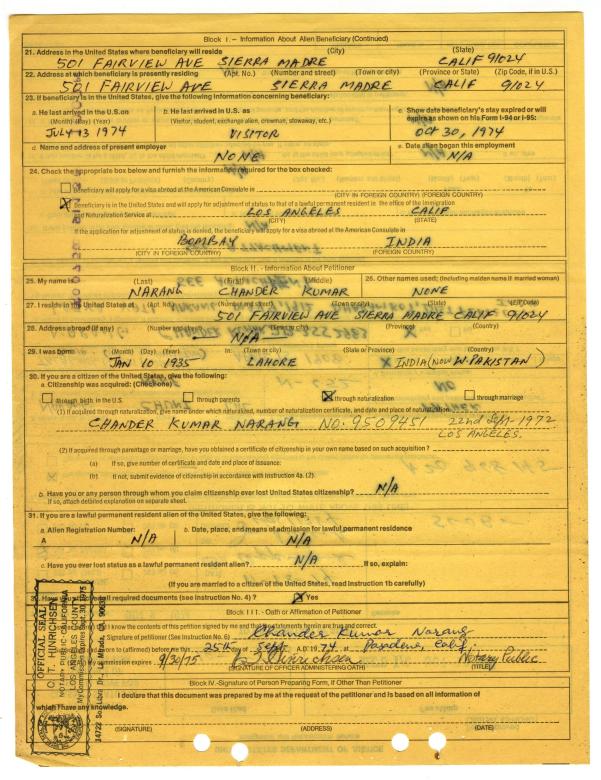 Block I. - Information About Alien Beneficiary (Continued)
21. Address in the United States where beneficiary will reside (City) (State)
501 FAIRVIEW AVE SIERRA MADRE CALIF 91024
22. Address at which beneficiary is presently residing (Apt. No.) (Number and street) (Town or city) (Province or State) (Zip Code, if in U.S.)
501 FAIRVIEW AVE SIERRA MADRE CALIF 91024
23. If beneficiary is in the United States, give the following information concerning beneficiary:
a. He last arrived in the U.S. on b. He last arrived in U.S. as c. Show date beneficiary's stay expired or will
(Month) (Day) (Year) (Visitor, student, exchange alien, crewman, stowaway, etc.) expire as shown on his Form I-94 or I-95:
JULY 13 1974 VISITOR OCT 30, 1974
d. Name and address of present employer e. Date alien began this employment
NONE N/A
24. Check the appropriate box below and furnish the information required for the box checked:
Beneficiary will apply for a visa abroad at the American Consulate in
(CITY IN FOREIGN COUNTRY) (FOREIGN COUNTRY)
X Beneficiary is in the United States and will apply for adjustment of status to that of a lawful permanent resident in the office of the Immigration
and Naturalization Service at LOS ANGELES CALIF
(CITY) (STATE)
If the application for adjustment of status is denied, the beneficiary will apply for a visa abroad at the American Consulate in
BOMBAY INDIA
(CITY IN FOREIGN COUNTRY) (FOREIGN COUNTRY)
Block II. - Information About Petitioner
25. My name is (Last) (First) (Middle) 26. Other names used: (Including maiden name if married woman)
NARANG CHANDER KUMAR NONE
27. I reside in the United States at (Apt. No.) (Number and street) (Town or city) (State) (ZIP Code)
501 FAIRVIEW AVE SIERRA MADRE CALIF 91024
28. Address abroad (if any) (Number and street) (Town or city) (Province) (Country)
N/A
29. I was born (Month) (Day) (Year) In: (Town or city) (State or Province) (Country)
JAN 10 1935 LAHORE X INDIA (NOW W. PAKISTAN)
30. If you are a citizen of the United States, give the following:
a. Citizenship was acquired: (Check one)
through birth in the U.S. through parents X through naturalization through marriage
(1) If acquired through naturalization, give name under which naturalized, number of naturalization certificate, and date and place of naturalization:
CHANDER KUMAR NARANG NO. 9509451 22nd Sept. 1972
LOS ANGELES.
(2) If acquired through parentage or marriage, have you obtained a certificate of citizenship in your own name based on such acquisition?
(a) If so, give number of certificate and date and place of issuance:
(b) If not, submit evidence of citizenship in accordance with Instruction 4a. (2).
b. Have you or any person through whom you claim citizenship ever lost United States citizenship? N/A
If so, attach detailed explanation on separate sheet.
31. If you are a lawful permanent resident alien of the United States, give the following:
a. Alien Registration Number: b. Date, place, and means of admission for lawful permanent residence
A N/A N/A
c. Have you ever lost status as a lawful permanent resident alien? N/A If so, explain:
(If you are married to a citizen of the United States, read Instruction 1b carefully)
all required documents (see Instruction No. 4) ? X Yes
Block III. - Oath or Affirmation of Petitioner
I know the contents of this petition signed by me and that the statements herein are true and correct.
Signature of petitioner (See Instruction No. 6) Chander Kumar Narang
before me this 25th day of Sept. A.D. 19 74 at Pasadena, Calif.
My commission expires 9/30/75 O. T. Hinrichsen Notary Public
(SIGNATURE OF OFFICER ADMINISTERING OATH) (TITLE)
Block IV. - Signature of Person Preparing Form, If Other Than Petitioner
I declare that this document was prepared by me at the request of the petitioner and is based on all information of
which I have any knowledge.
(SIGNATURE) (ADDRESS) (DATE)
OFFICIAL SEAL
O. T. HINRICHSEN
NOTARY PUBLIC-CALIFORNIA
LOS ANGELES COUNTY
My Commission Expires Sept. 30, 1975